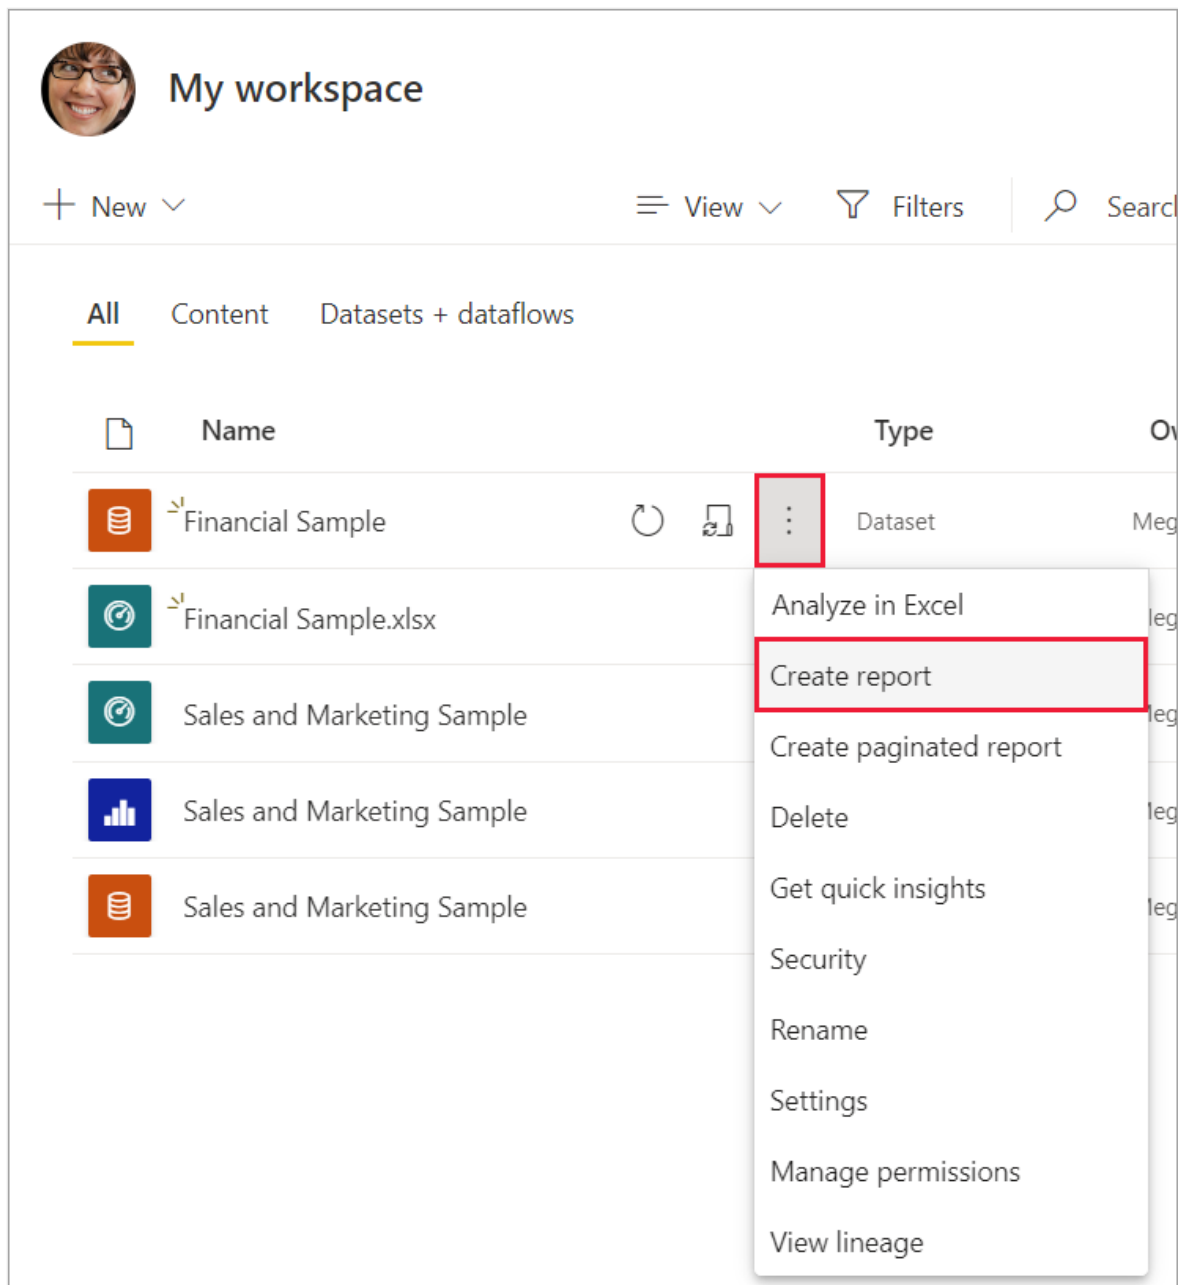 My workspace
New View Filters Search
All Content Datasets + dataflows
Name Type
Financial Sample Dataset Meg
Analyze in Excel
Financial Sample.xlsx
Create report
Sales and Marketing Sample
Create paginated report
Sales and Marketing Sample
Delete
Get quick insights
Sales and Marketing Sample
Security
Rename
Settings
Manage permissions
View lineage